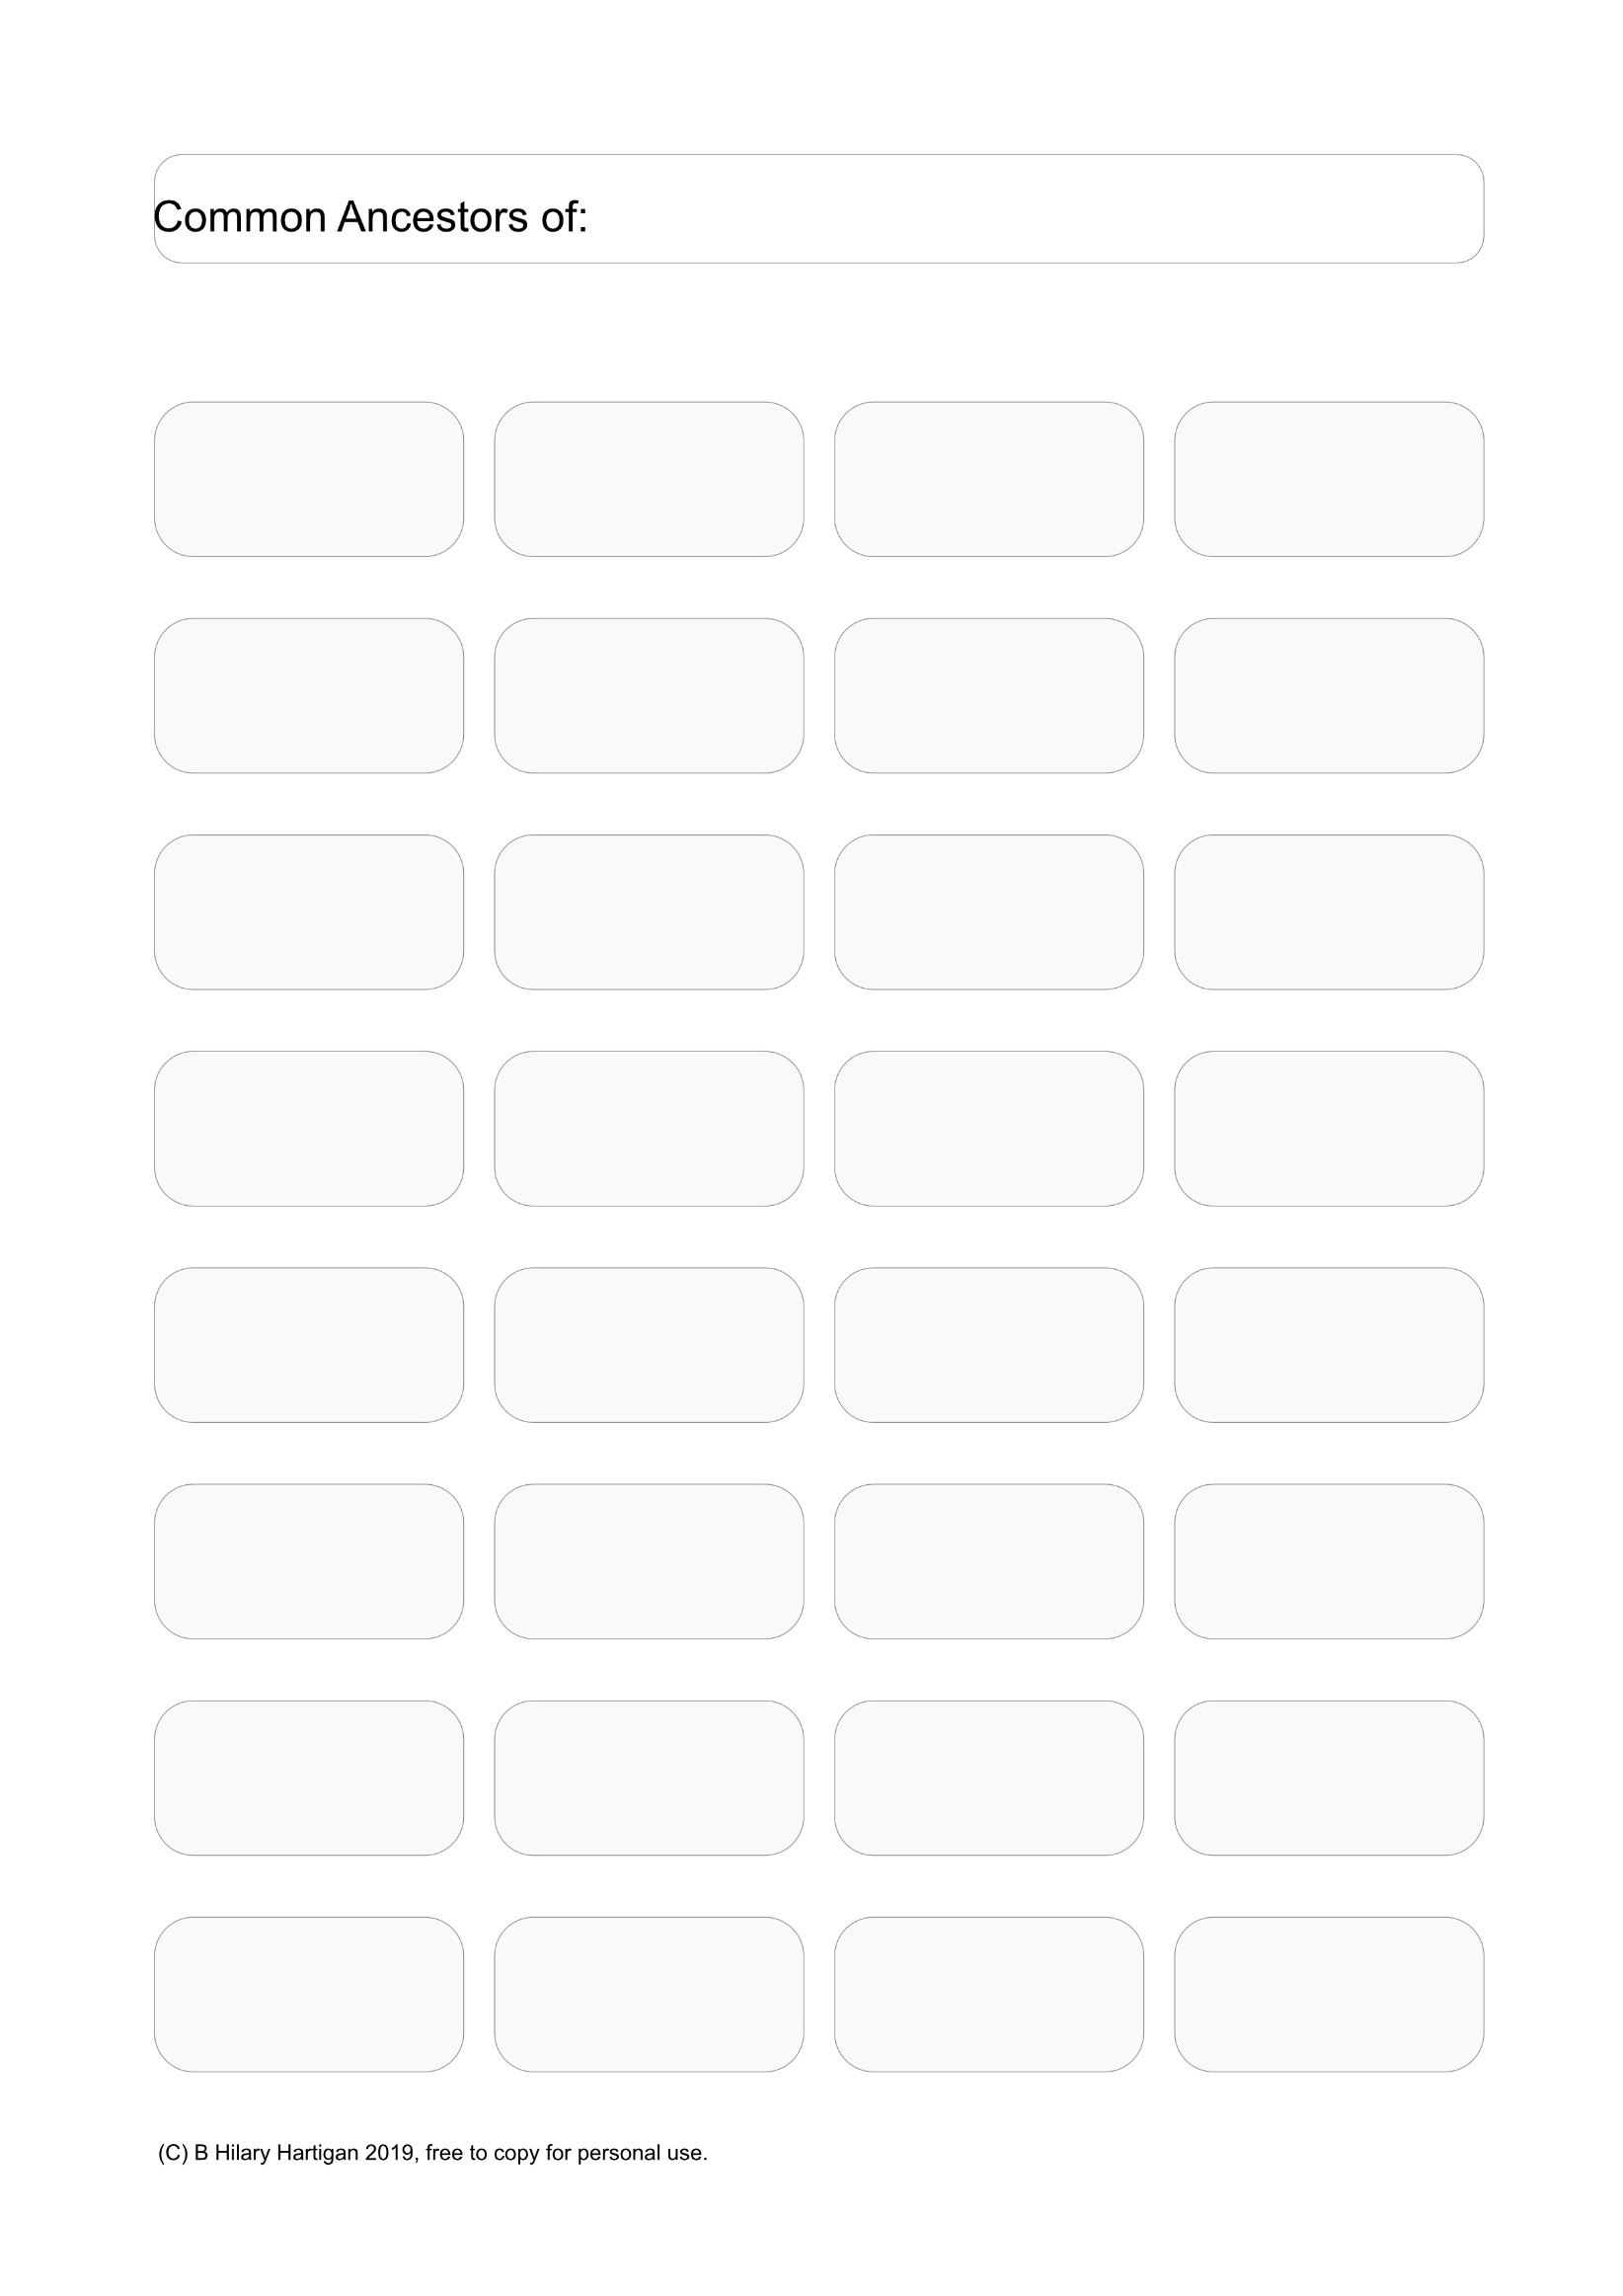 Common Ancestors of:
(C) B Hilary Hartigan 2019, free to copy for personal use.